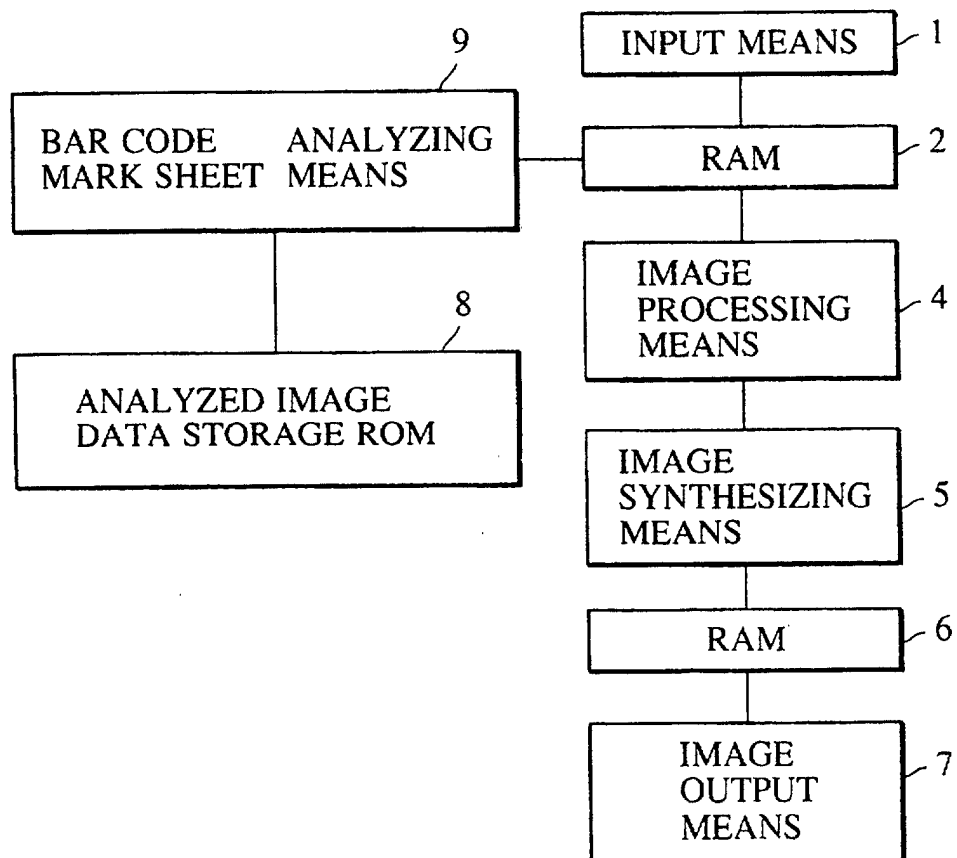 9
BAR CODE ANALYZING
MARK SHEET MEANS
8
ANALYZED IMAGE
DATA STORAGE ROM
INPUT MEANS
1
RAM
2
IMAGE
PROCESSING
MEANS
4
IMAGE
SYNTHESIZING
MEANS
5
RAM
6
IMAGE
OUTPUT
MEANS
7